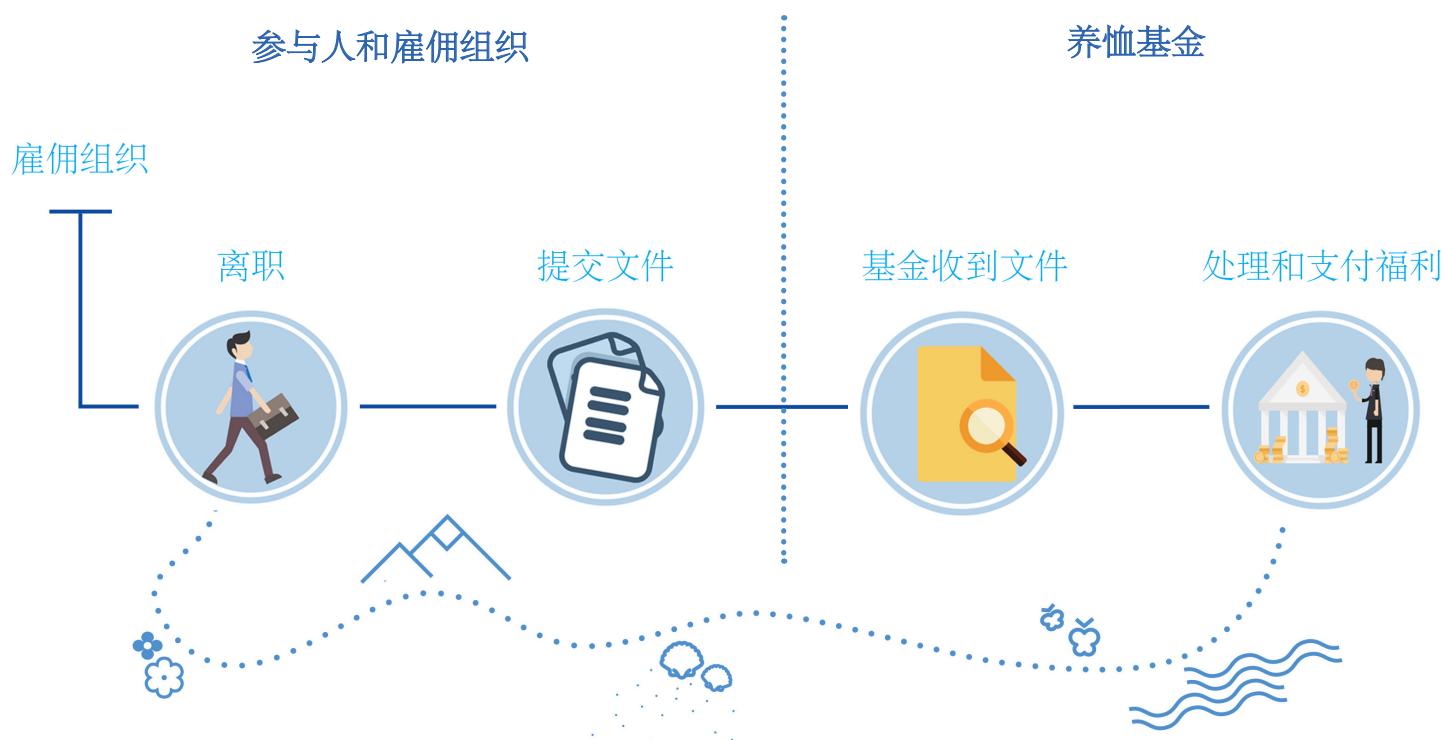 参与人和雇佣组织
养恤基金
雇佣组织
离职
提交文件
基金收到文件
处理和支付福利